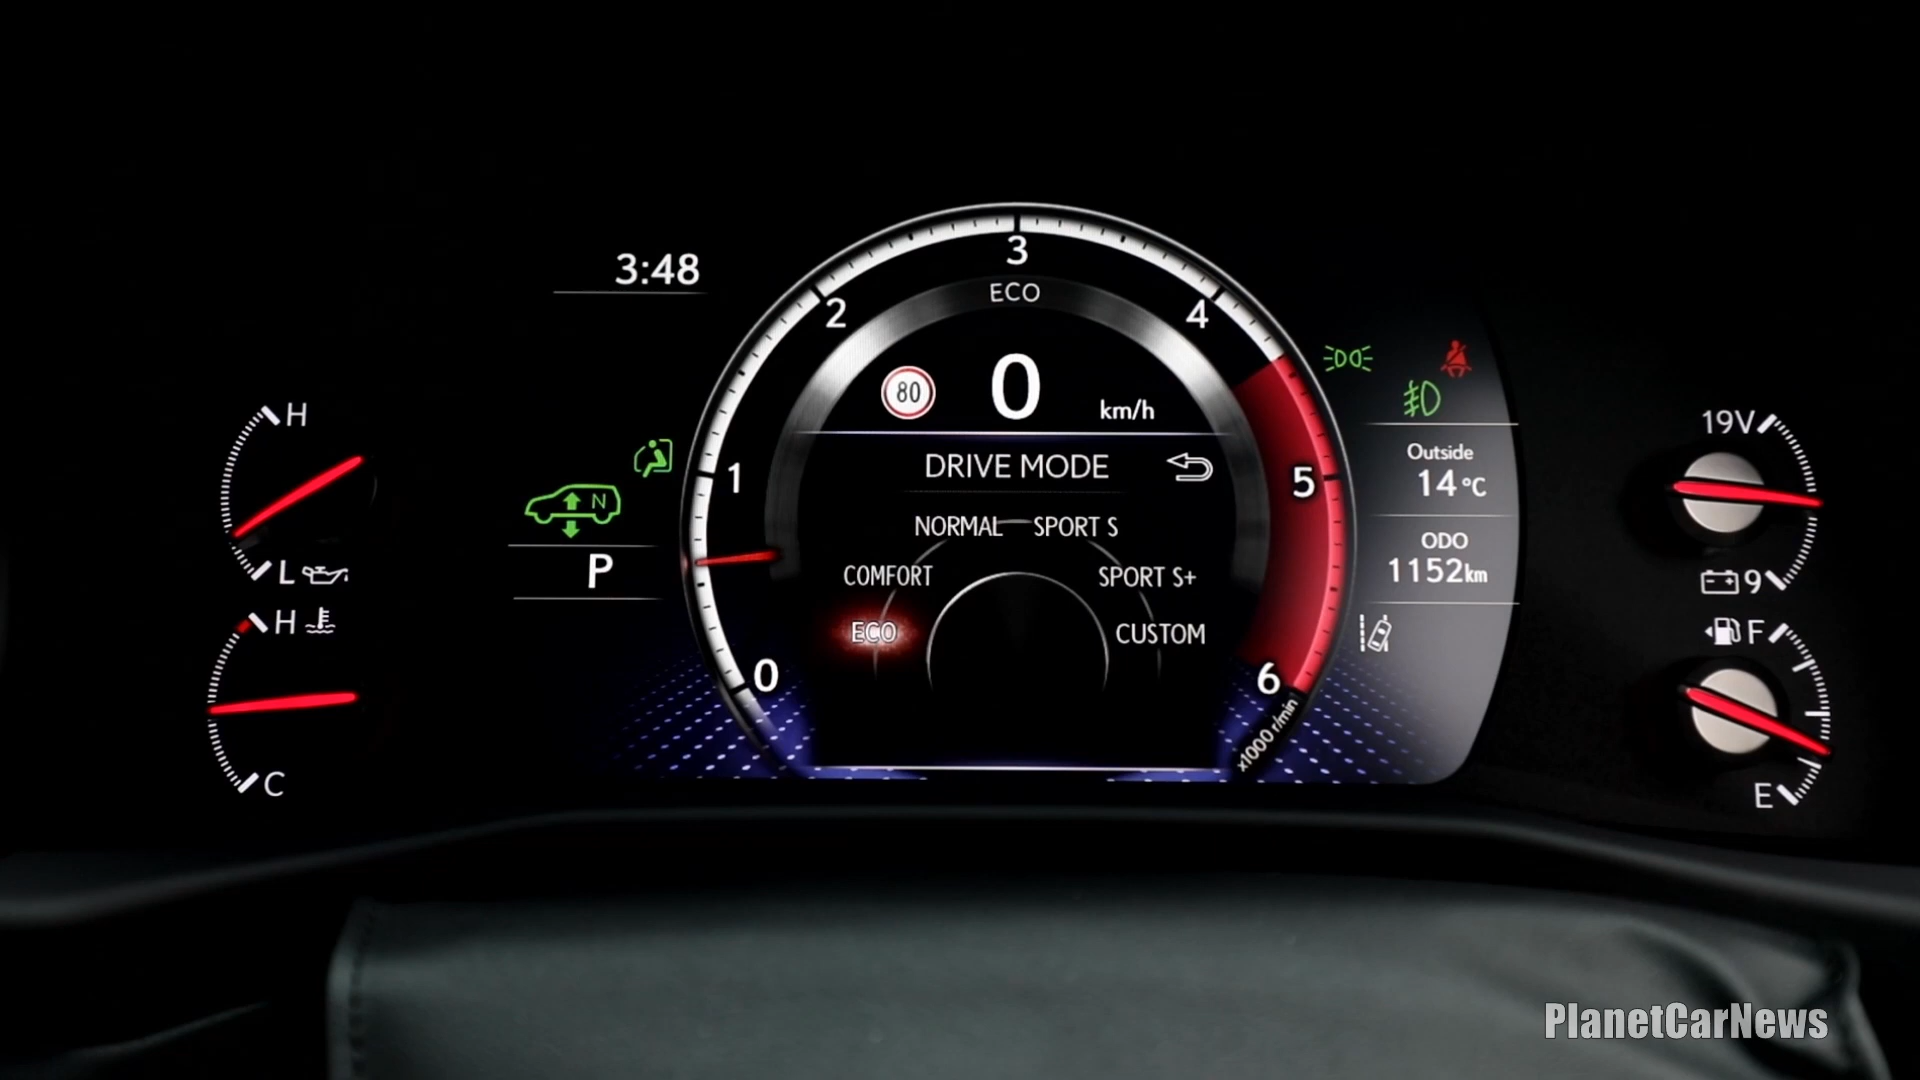 3:48
3
2
4
ECO
80
0
km/h
H
19V
Outside
14°C
DRIVE MODE
1
5
N
NORMAL
SPORT S
ODO
1152km
P
L
COMFORT
SPORT S+
9
H
ECO
CUSTOM
F
0
6
x1000 r/min
C
E
PlanetCarNews